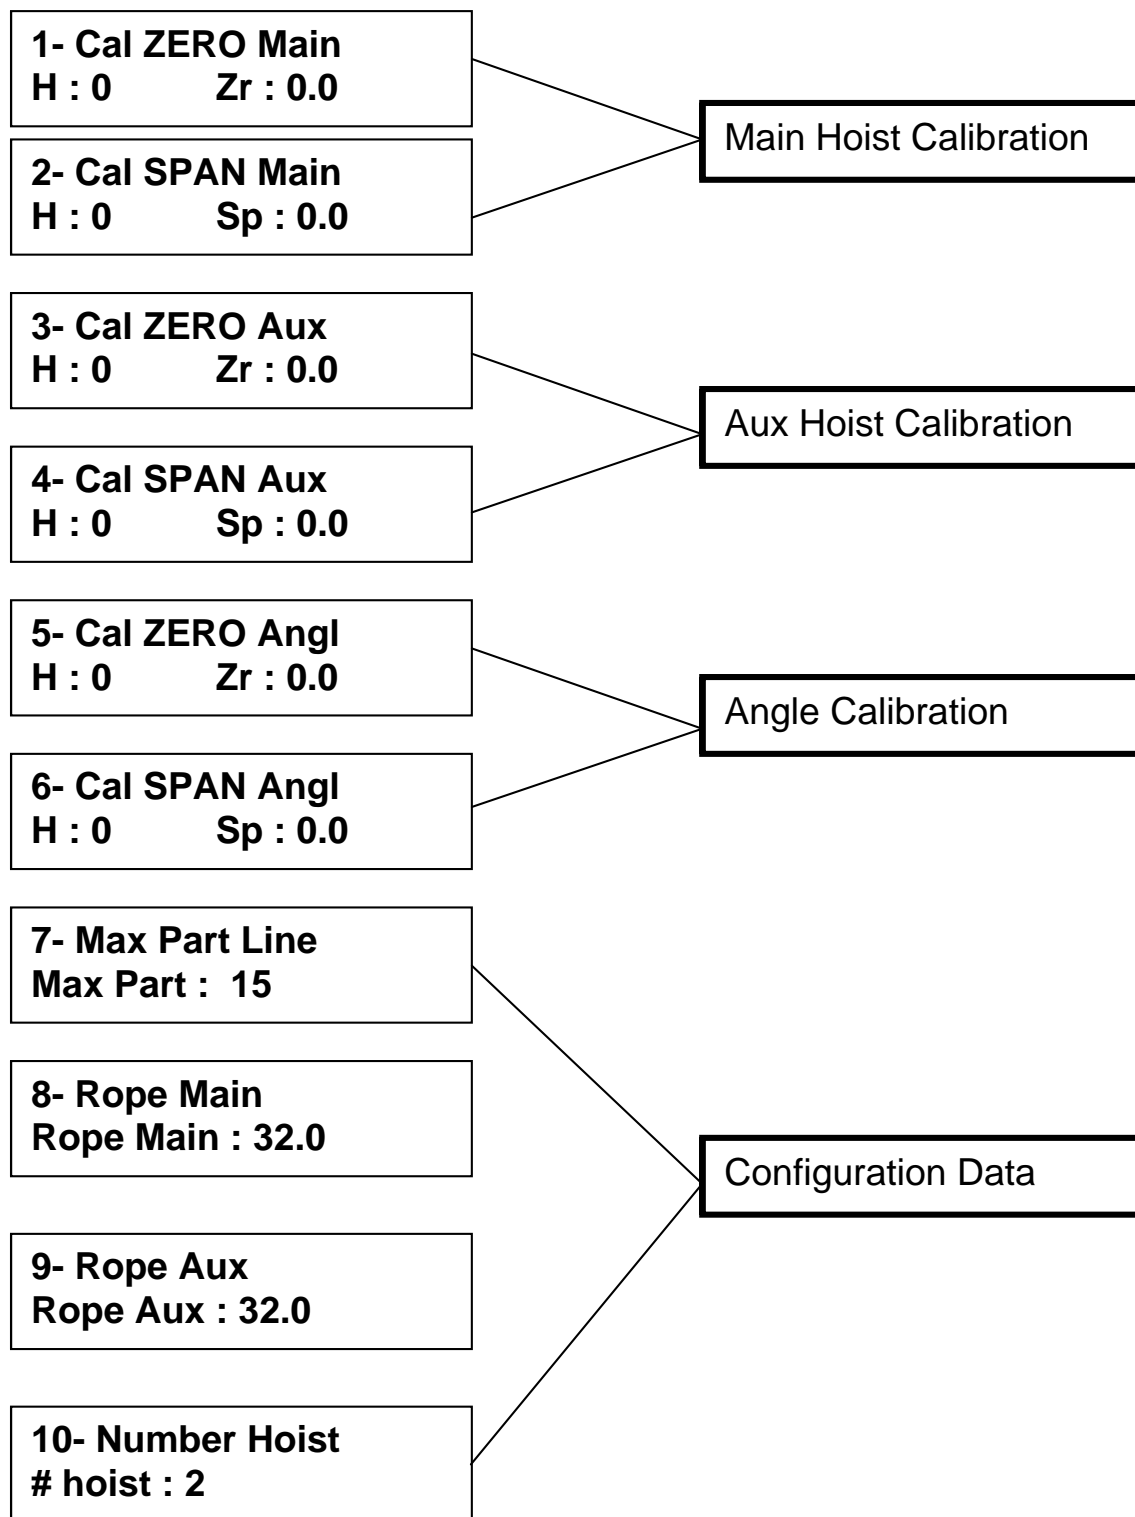 1- Cal ZERO Main
H : 0 Zr : 0.0
2- Cal SPAN Main
H : 0 Sp : 0.0
Main Hoist Calibration
3- Cal ZERO Aux
H : 0 Zr : 0.0
4- Cal SPAN Aux
H : 0 Sp : 0.0
Aux Hoist Calibration
5- Cal ZERO Angl
H : 0 Zr : 0.0
6- Cal SPAN Angl
H : 0 Sp : 0.0
Angle Calibration
7- Max Part Line
Max Part : 15
8- Rope Main
Rope Main : 32.0
9- Rope Aux
Rope Aux : 32.0
10- Number Hoist
# hoist : 2
Configuration Data